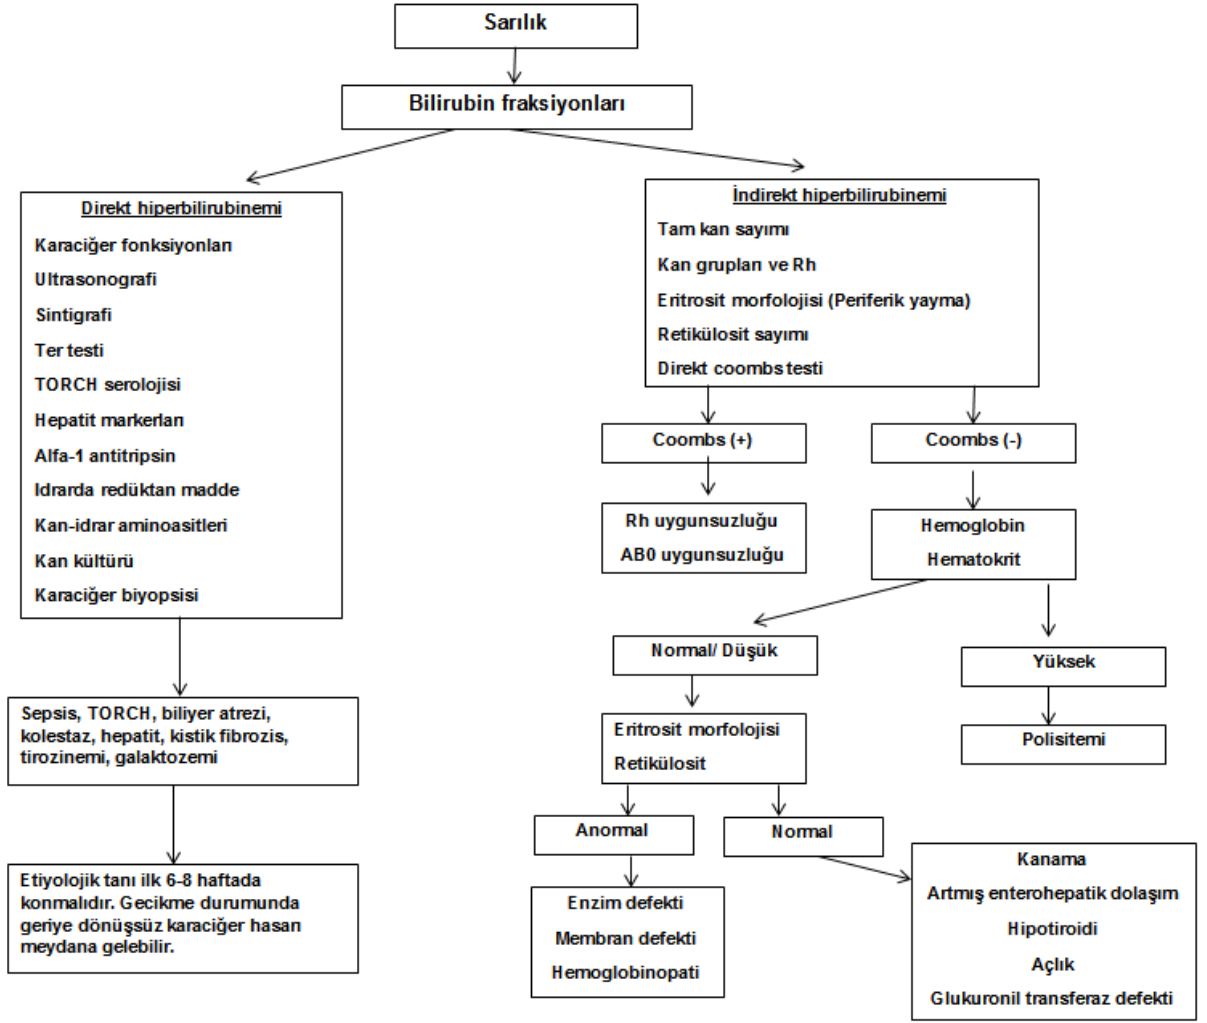 Sarılık
Bilirubin fraksiyonları
Direkt hiperbilirubinemi
Karaciğer fonksiyonları
Ultrasonografi
Sintigrafi
Ter testi
TORCH serolojisi
Hepatit markerları
Alfa-1 antitripsin
Idrarda redüktan madde
Kan-idrar aminoasitleri
Kan kültürü
Karaciğer biyopsisi
Sepsis, TORCH, biliyer atrezi,
kolestaz, hepatit, kistik fibrozis,
tirozinemi, galaktozemi
Etiyolojik tanı ilk 6-8 haftada
konmalıdır. Gecikme durumunda
geriye dönüşsüz karaciğer hasarı
meydana gelebilir.
İndirekt hiperbilirubinemi
Tam kan sayımı
Kan grupları ve Rh
Eritrosit morfolojisi (Periferik yayma)
Retikülosit sayımı
Direkt coombs testi
Coombs (+)
Rh uygunsuzluğu
AB0 uygunsuzluğu
Coombs (-)
Hemoglobin
Hematokrit
Normal/ Düşük
Eritrosit morfolojisi
Retikülosit
Anormal
Enzim defekti
Membran defekti
Hemoglobinopati
Normal
Kanama
Artmış enterohepatik dolaşım
Hipotiroidi
Açlık
Glukuronil transferaz defekti
Yüksek
Polisitemi